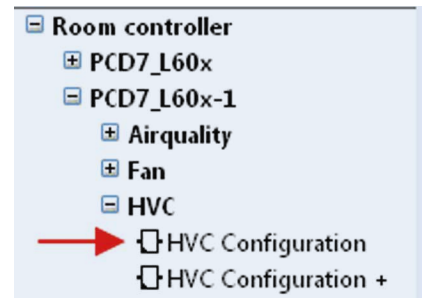 Room controller
PCD7_L60x
PCD7_L60x-1
Airquality
Fan
HVC
HVC Configuration
HVC Configuration +